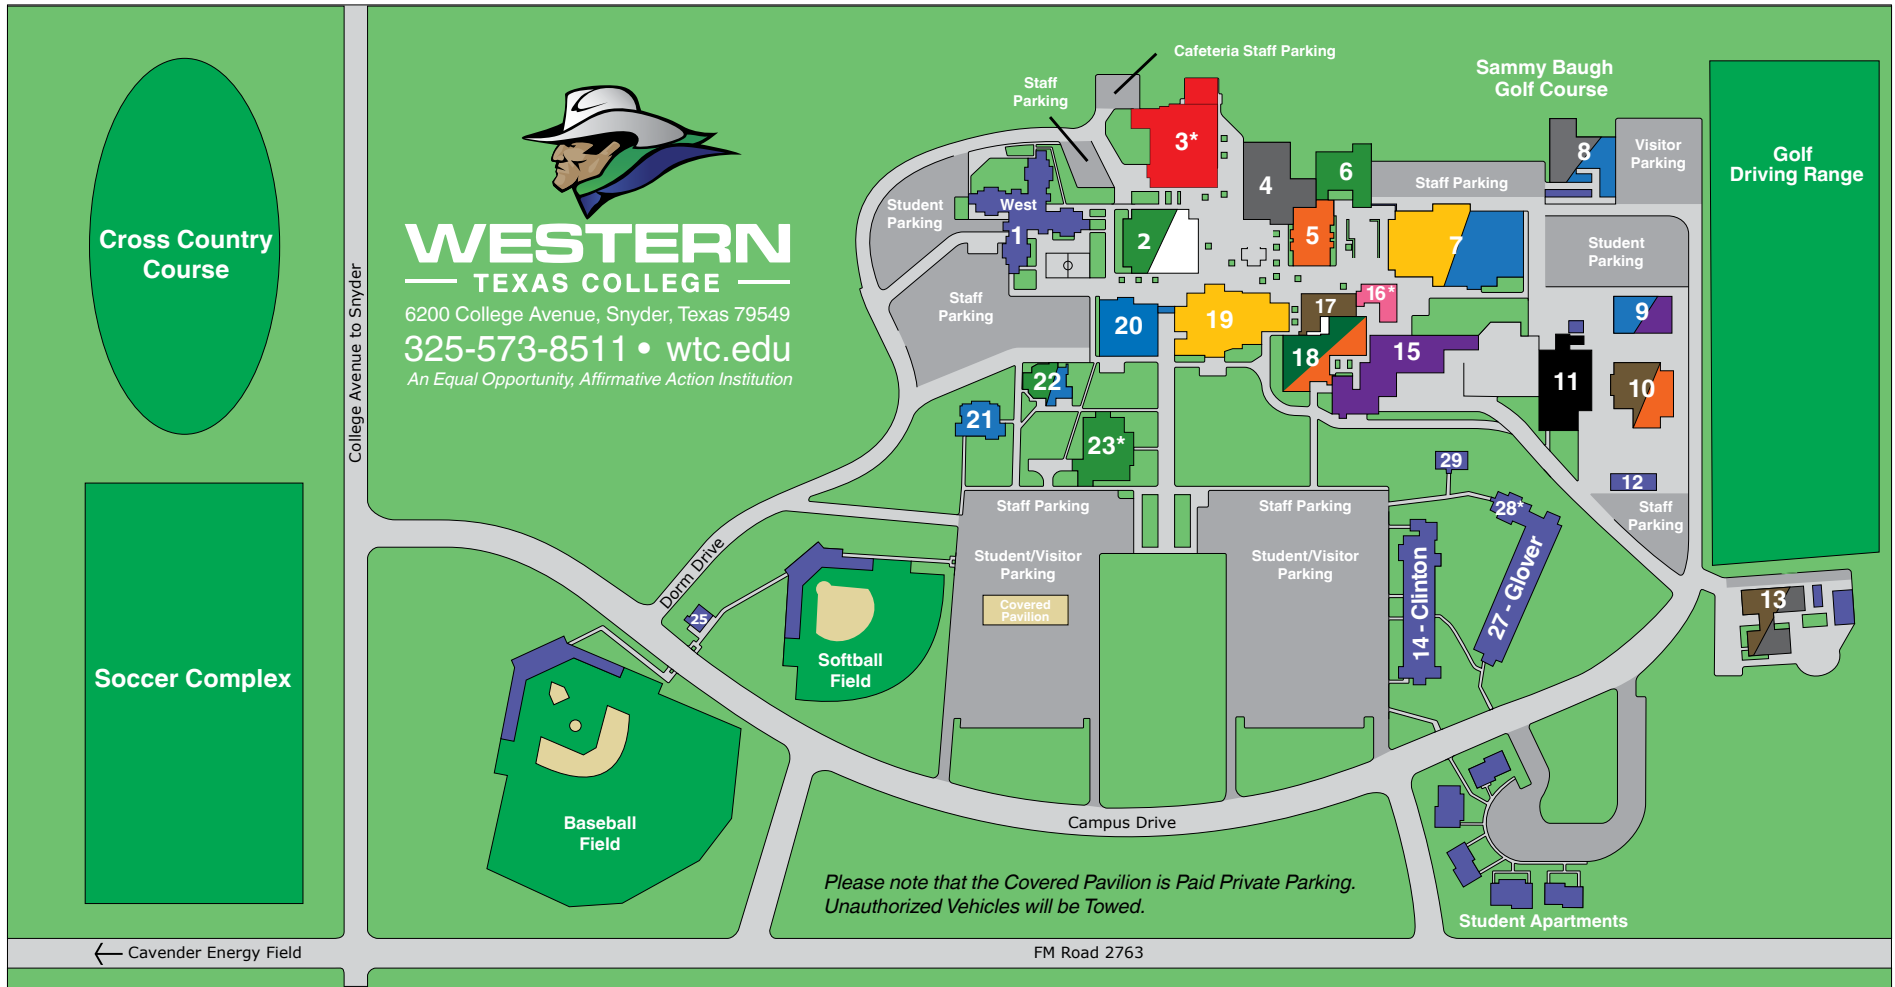 Cafeteria Staff Parking
Staff
Parking
Sammy Baugh
Golf Course
Golf
Driving Range
Cross Country
Course
College Avenue to Snyder
WESTERN
TEXAS COLLEGE
6200 College Avenue, Snyder, Texas 79549
325-573-8511 • wtc.edu
An Equal Opportunity, Affirmative Action Institution
Student
Parking
West
1
2
3*
4
5
6
Staff Parking
7
8
Visitor
Parking
Student
Parking
9
10
11
12
Staff
Parking
13
Staff
Parking
20
19
17
16*
18
15
22
21
23*
29
28*
27 - Glover
14 - Clinton
Staff Parking
Student/Visitor
Parking
Covered
Pavilion
Staff Parking
Student/Visitor
Parking
Dorm Drive
25
Softball
Field
Soccer Complex
Baseball
Field
Campus Drive
Please note that the Covered Pavilion is Paid Private Parking.
Unauthorized Vehicles will be Towed.
Student Apartments
Cavender Energy Field
FM Road 2763